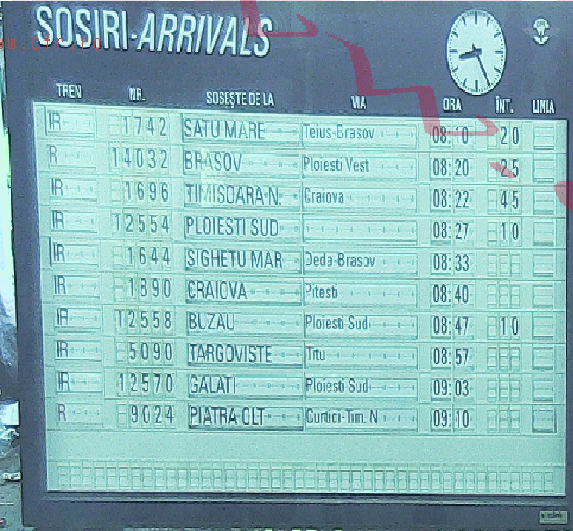 SOSIRI-ARRIVALS
TREN NR. SOSEȘTE DE LA VIA ORA ÎNT. LINIA
IR 1742 SATU MARE Teius-Brasov 08:10 20
R 14032 BRASOV Ploiesti Vest 08:20 25
IR 1696 TIMISOARA N. Craiova 08:22 45
IR 12554 PLOIESTI SUD 08:27 10
IR 1644 SIGHETU MAR Deda-Brasov 08:33
IR 1890 CRAIOVA Pitesti 08:40
IR 12558 BUZAU Ploiesti Sud 08:47 10
IR 5090 TARGOVISTE Titu 08:57
IR 12570 GALATI Ploiesti Sud 09:03
R 9024 PIATRA OLT Curtici-Tim. N 09:10